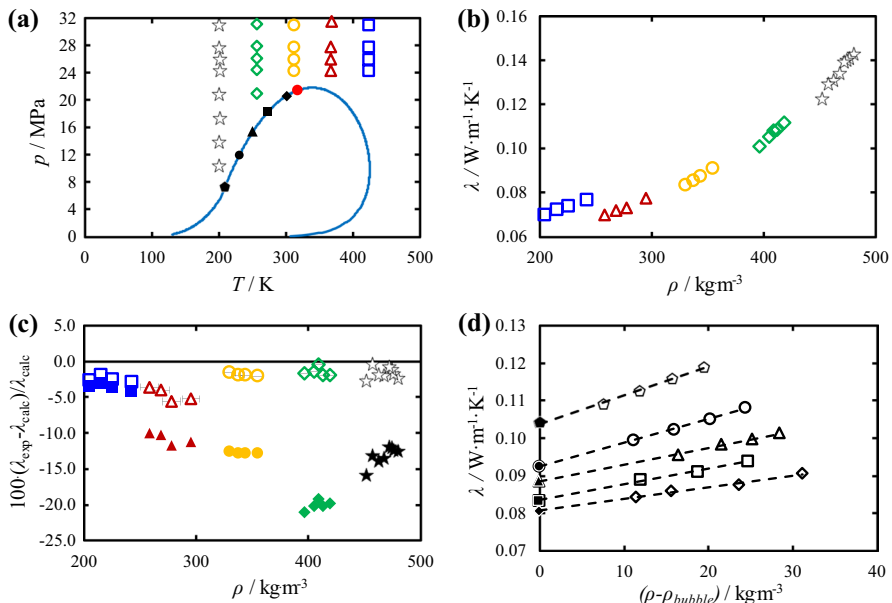 (a)
32
28
24
20
16
12
8
4
0
p / MPa
0 100 200 300 400 500
T / K
(b)
0.16
0.14
0.12
0.10
0.08
0.06
λ / W·m⁻¹·K⁻¹
200 300 400 500
ρ / kg·m⁻³
(c)
5.0
0.0
-5.0
-10.0
-15.0
-20.0
-25.0
100·(λexp-λcalc)/λcalc
200 300 400 500
ρ / kg·m⁻³
(d)
0.13
0.12
0.11
0.10
0.09
0.08
0.07
λ / W·m⁻¹·K⁻¹
0 10 20 30 40
(ρ-ρbubble) / kg·m⁻³